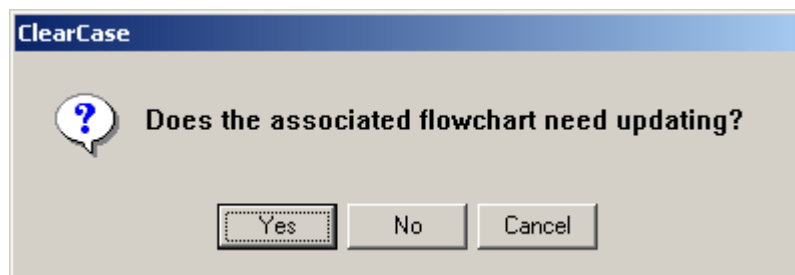 ClearCase
Does the associated flowchart need updating?
Yes No Cancel